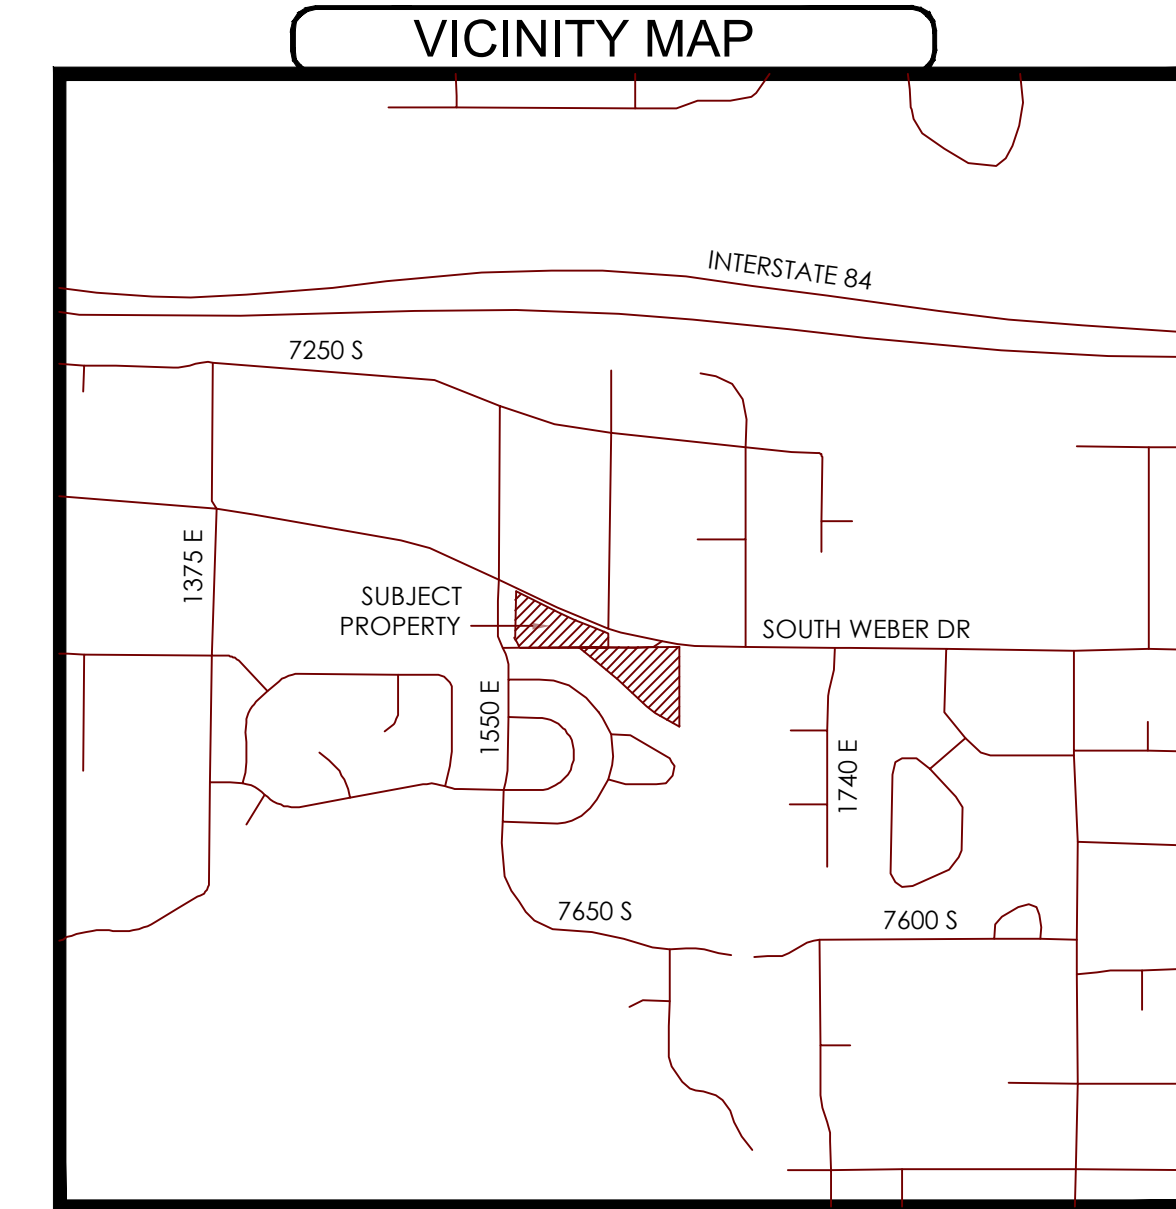 VICINITY MAP
INTERSTATE 84
7250 S
1375 E
SUBJECT
PROPERTY
SOUTH WEBER DR
1550 E
1740 E
7650 S
7600 S